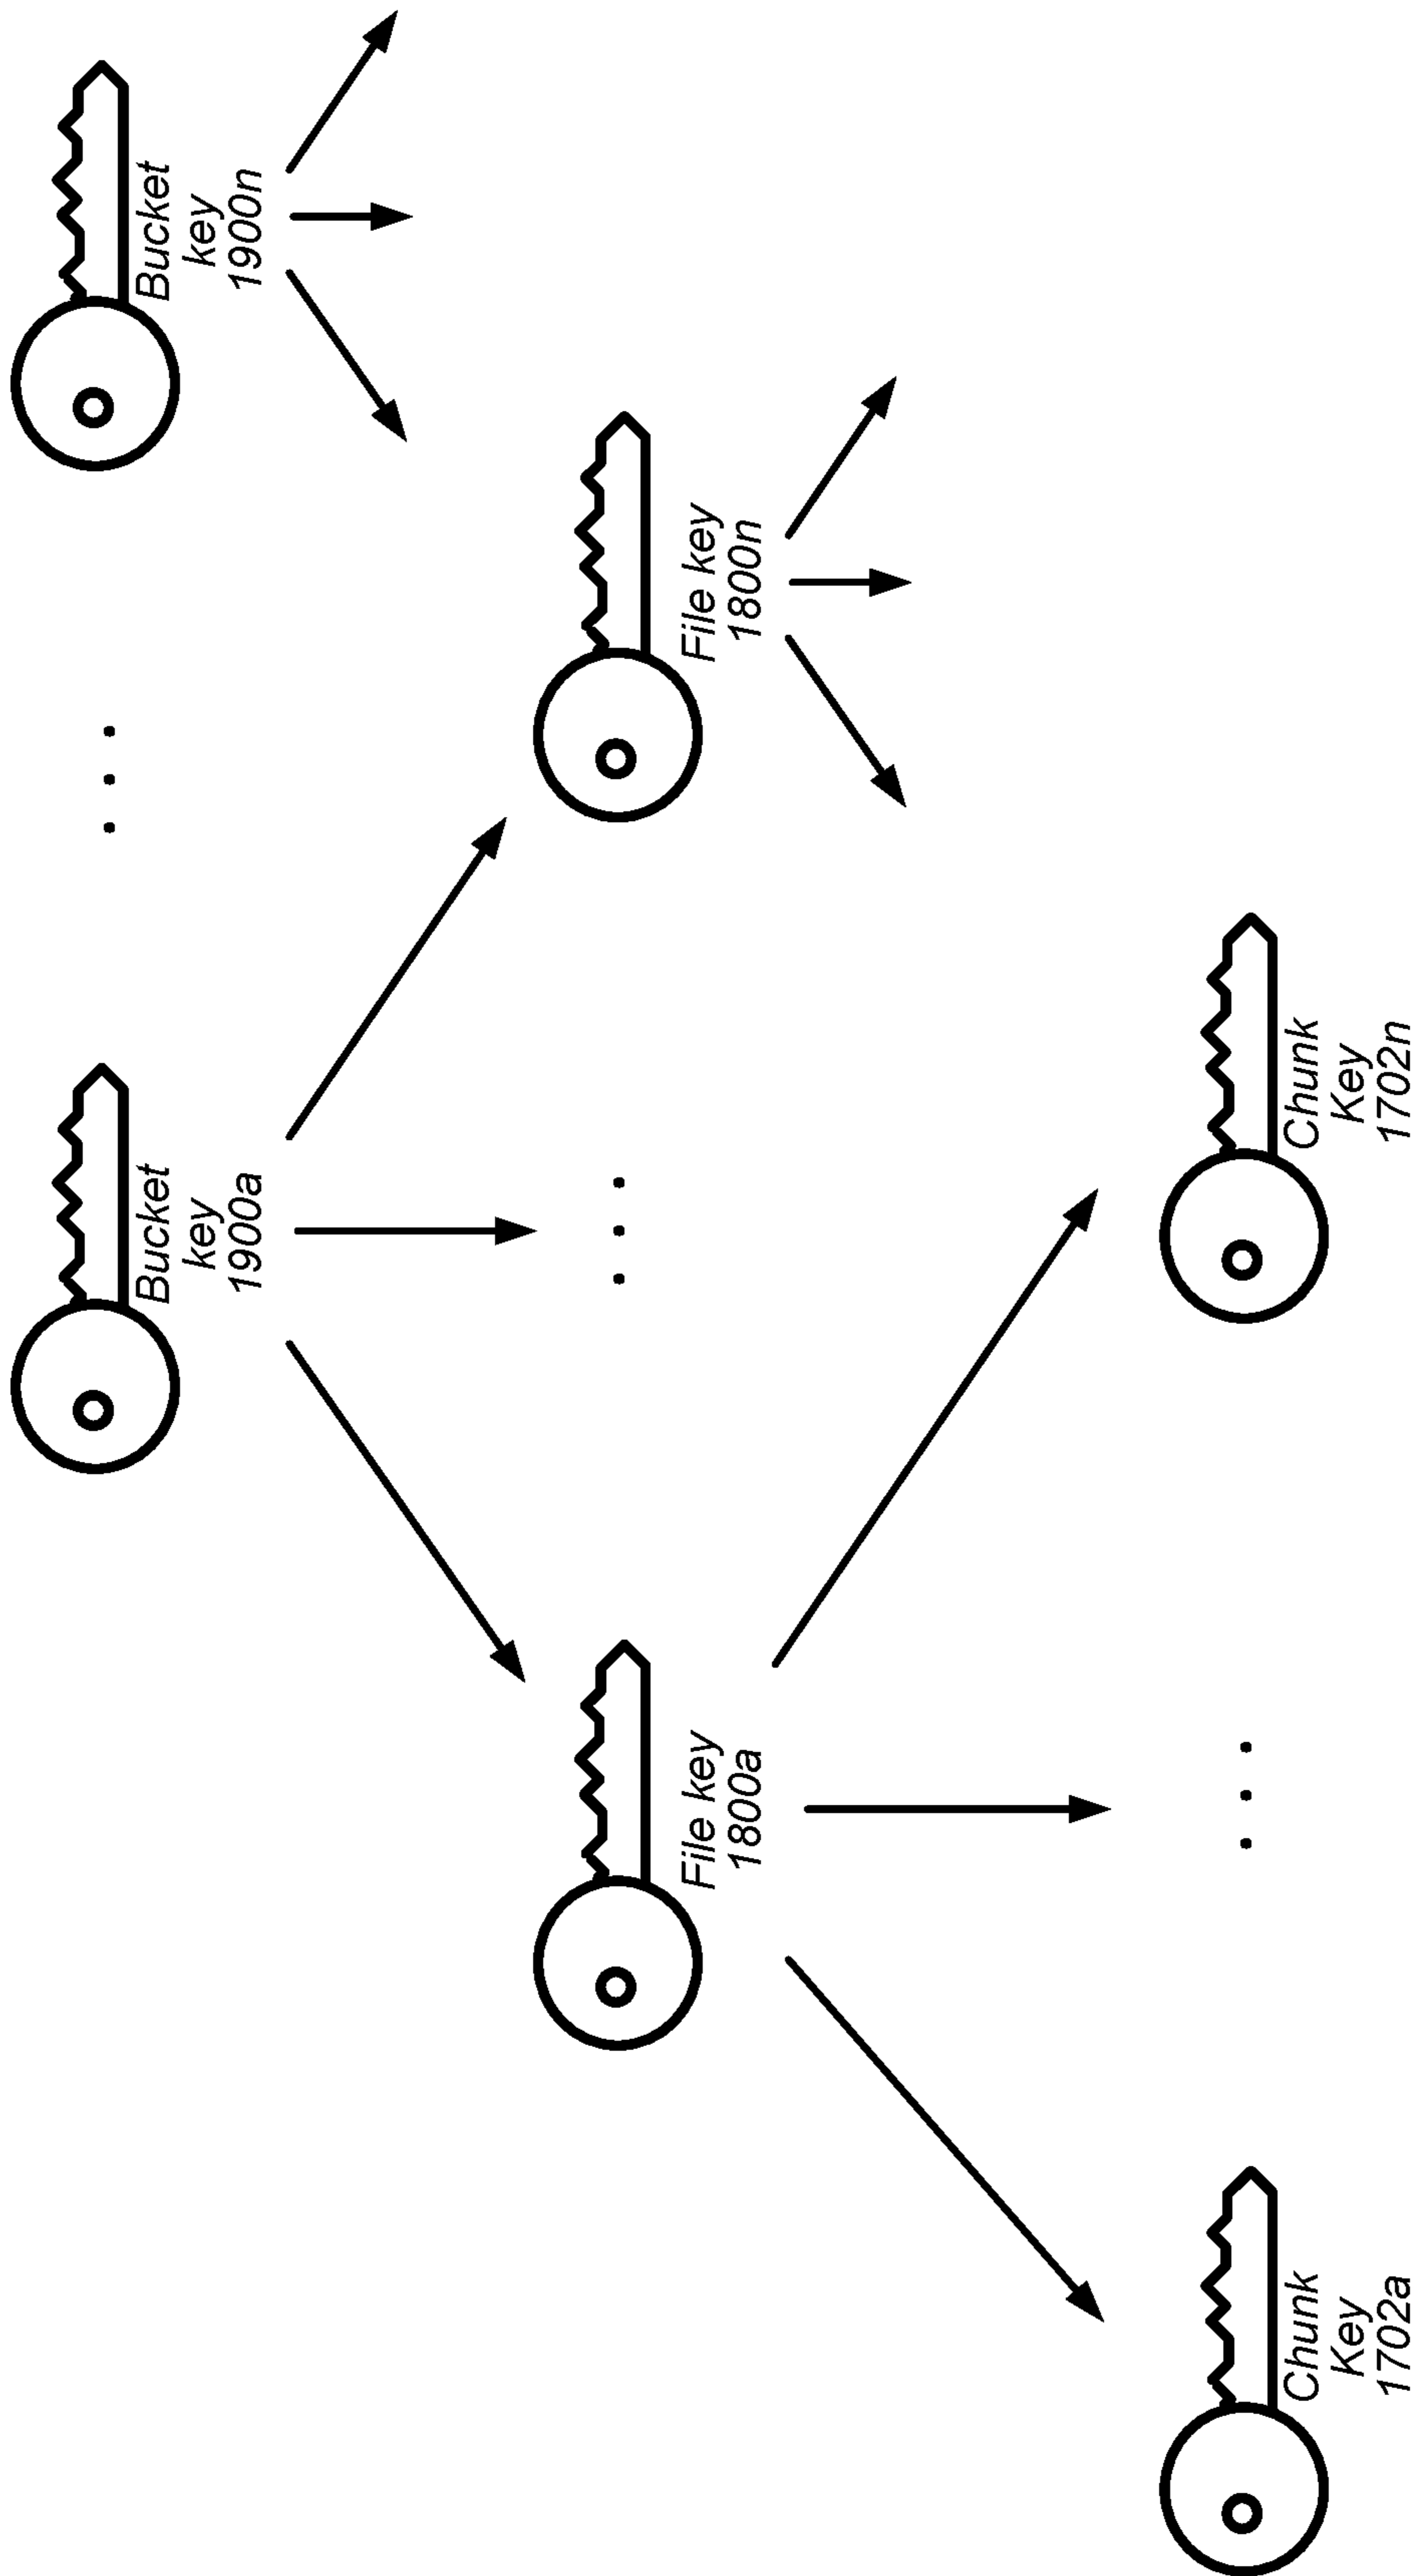 Bucket
key
1900a
. . .
Bucket
key
1900n
File key
1800a
. . .
File key
1800n
Chunk
Key
1702a
. . .
Chunk
Key
1702n